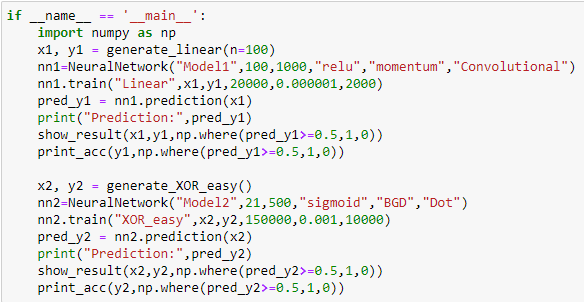 if __name__ == '__main__':
    import numpy as np
    x1, y1 = generate_linear(n=100)
    nn1=NeuralNetwork("Model1",100,1000,"relu","momentum","Convolutional")
    nn1.train("Linear",x1,y1,20000,0.000001,2000)
    pred_y1 = nn1.prediction(x1)
    print("Prediction:",pred_y1)
    show_result(x1,y1,np.where(pred_y1>=0.5,1,0))
    print_acc(y1,np.where(pred_y1>=0.5,1,0))

    x2, y2 = generate_XOR_easy()
    nn2=NeuralNetwork("Model2",21,500,"sigmoid","BGD","Dot")
    nn2.train("XOR_easy",x2,y2,150000,0.001,10000)
    pred_y2 = nn2.prediction(x2)
    print("Prediction:",pred_y2)
    show_result(x2,y2,np.where(pred_y2>=0.5,1,0))
    print_acc(y2,np.where(pred_y2>=0.5,1,0))